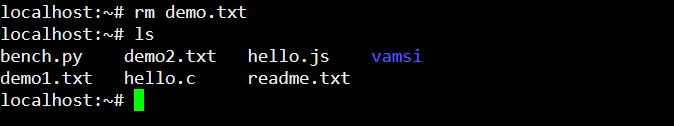 localhost:~# rm demo.txt
localhost:~# ls
bench.py    demo2.txt   hello.js    vamsi
demo1.txt   hello.c     readme.txt
localhost:~#